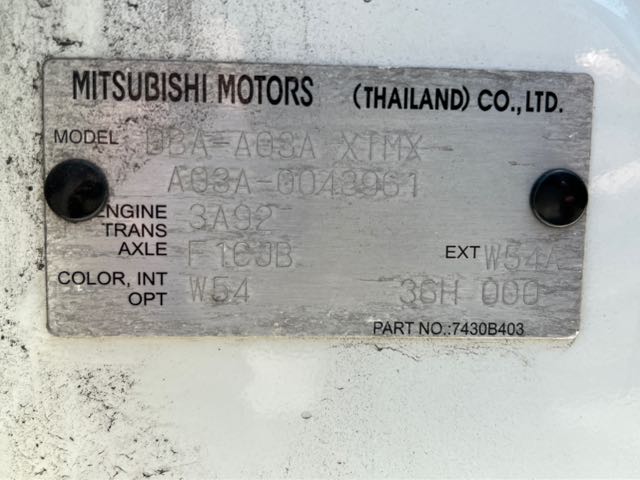 MITSUBISHI MOTORS (THAILAND) CO., LTD.
MODEL DBA-A03A XTMX
A03A-0043961
ENGINE 3A92
TRANS
AXLE F1CJB EXT W54A
COLOR, INT W54 36H 000
OPT
PART NO.:7430B403